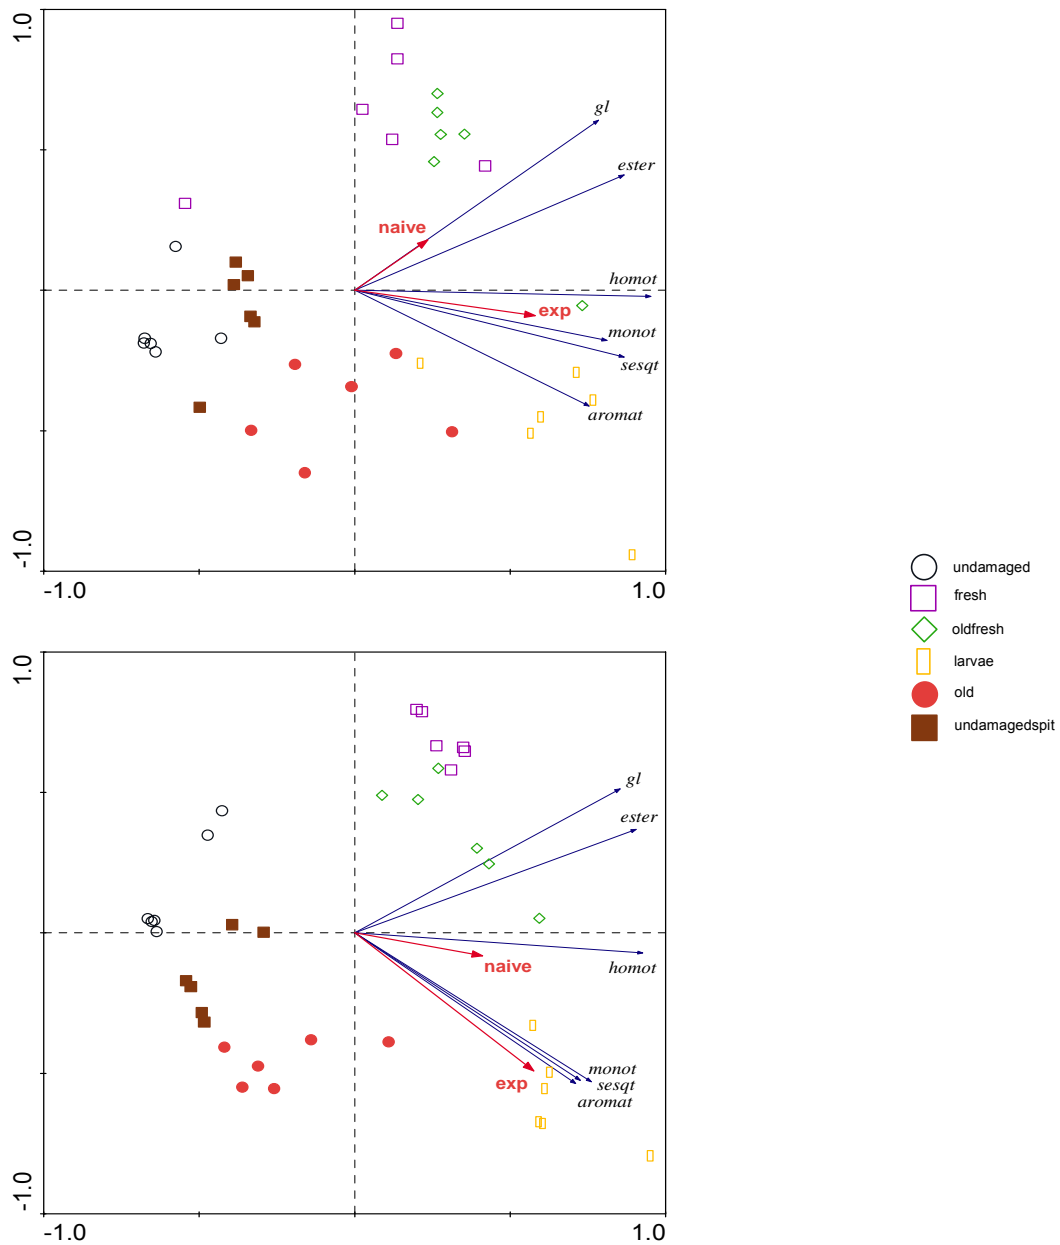 1.0
gl
ester
naive
homot
exp
monot
sesqt
aromat
-1.0
-1.0
1.0
undamaged
fresh
oldfresh
larvae
old
undamagedspit
1.0
gl
ester
naive
homot
monot
exp
sesqt
aromat
-1.0
-1.0
1.0